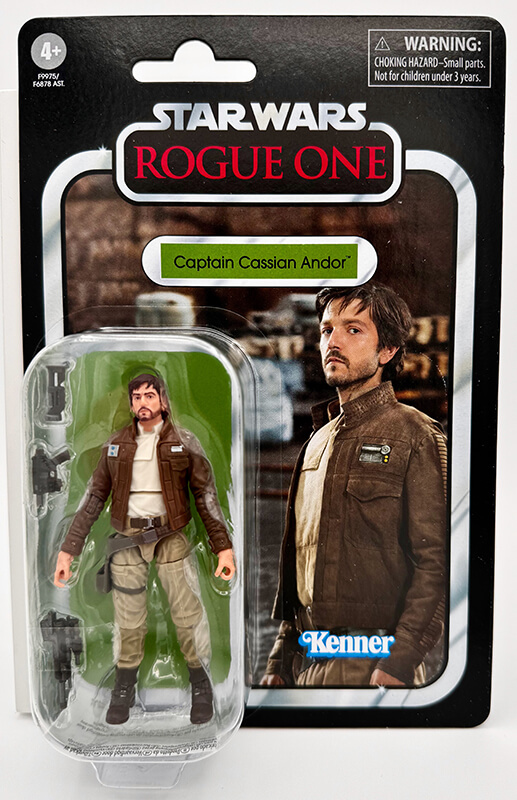 4+
F9975/
F6878 AST.
WARNING:
CHOKING HAZARD–Small parts.
Not for children under 3 years.
STAR WARS
ROGUE ONE
Captain Cassian Andor™
Kenner